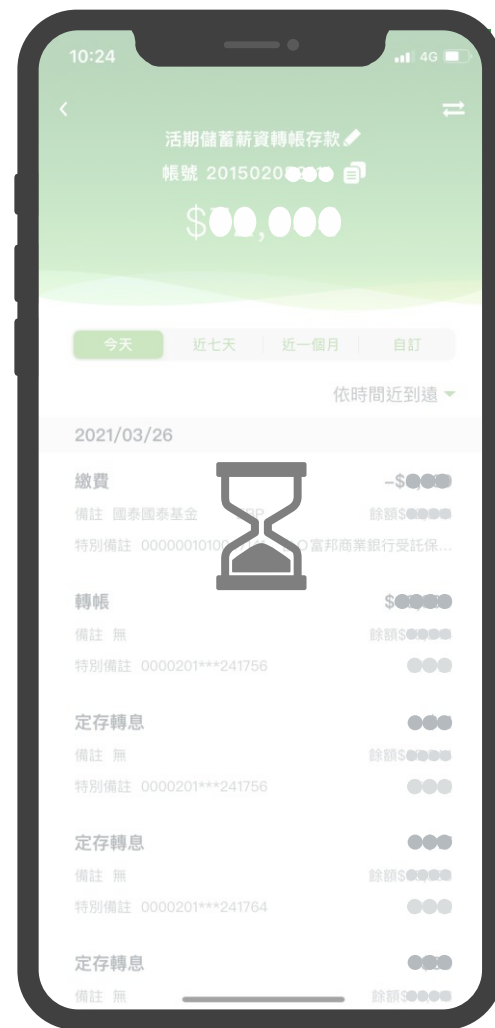 10:24 4G
活期儲蓄薪資轉帳存款
帳號 2015020
$ ,
今天 近七天 近一個月 自訂
依時間近到遠
2021/03/26
繳費 -$
備註 國泰國泰基金 餘額$
特別備註 00000010100 富邦商業銀行受託保...
轉帳 $
備註 無 餘額$
特別備註 0000201***241756
定存轉息
備註 無 餘額$
特別備註 0000201***241756
定存轉息
備註 無 餘額$
特別備註 0000201***241764
定存轉息
備註 無 餘額$